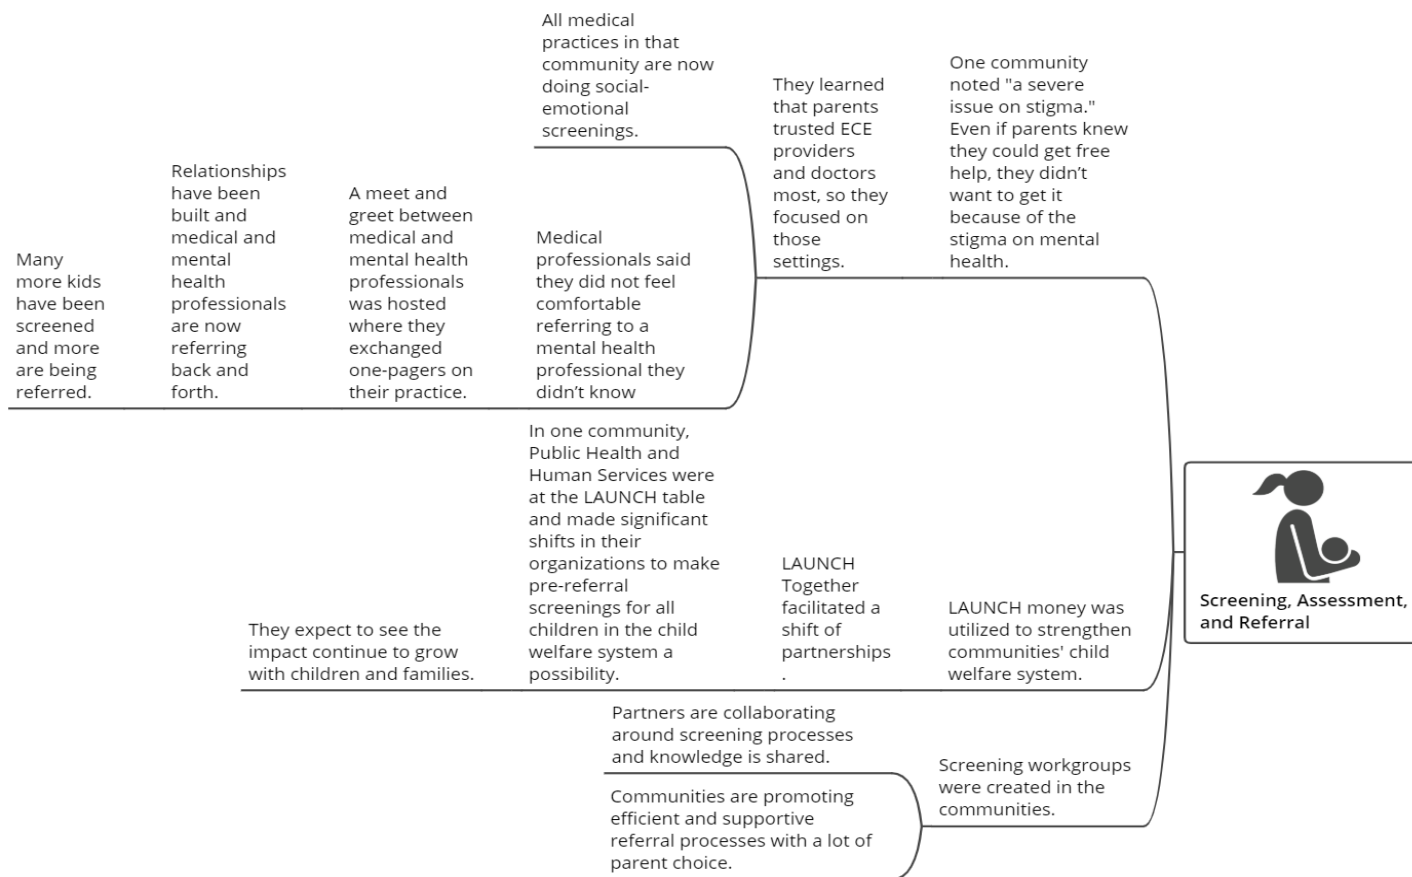 All medical
practices in that
community are now
doing social-
emotional
screenings.
They learned
that parents
trusted ECE
providers
and doctors
most, so they
focused on
those
settings.
One community
noted "a severe
issue on stigma."
Even if parents knew
they could get free
help, they didn’t
want to get it
because of the
stigma on mental
health.
Many
more kids
have been
screened
and more
are being
referred.
Relationships
have been
built and
medical and
mental
health
professionals
are now
referring
back and
forth.
A meet and
greet between
medical and
mental health
professionals
was hosted
where they
exchanged
one-pagers on
their practice.
Medical
professionals said
they did not feel
comfortable
referring to a
mental health
professional they
didn’t know
In one community,
Public Health and
Human Services were
at the LAUNCH table
and made significant
shifts in their
organizations to make
pre-referral
screenings for all
children in the child
welfare system a
possibility.
They expect to see the
impact continue to grow
with children and families.
LAUNCH
Together
facilitated a
shift of
partnerships
.
LAUNCH money was
utilized to strengthen
communities' child
welfare system.
Screening, Assessment,
and Referral
Partners are collaborating
around screening processes
and knowledge is shared.
Communities are promoting
efficient and supportive
referral processes with a lot of
parent choice.
Screening workgroups
were created in the
communities.